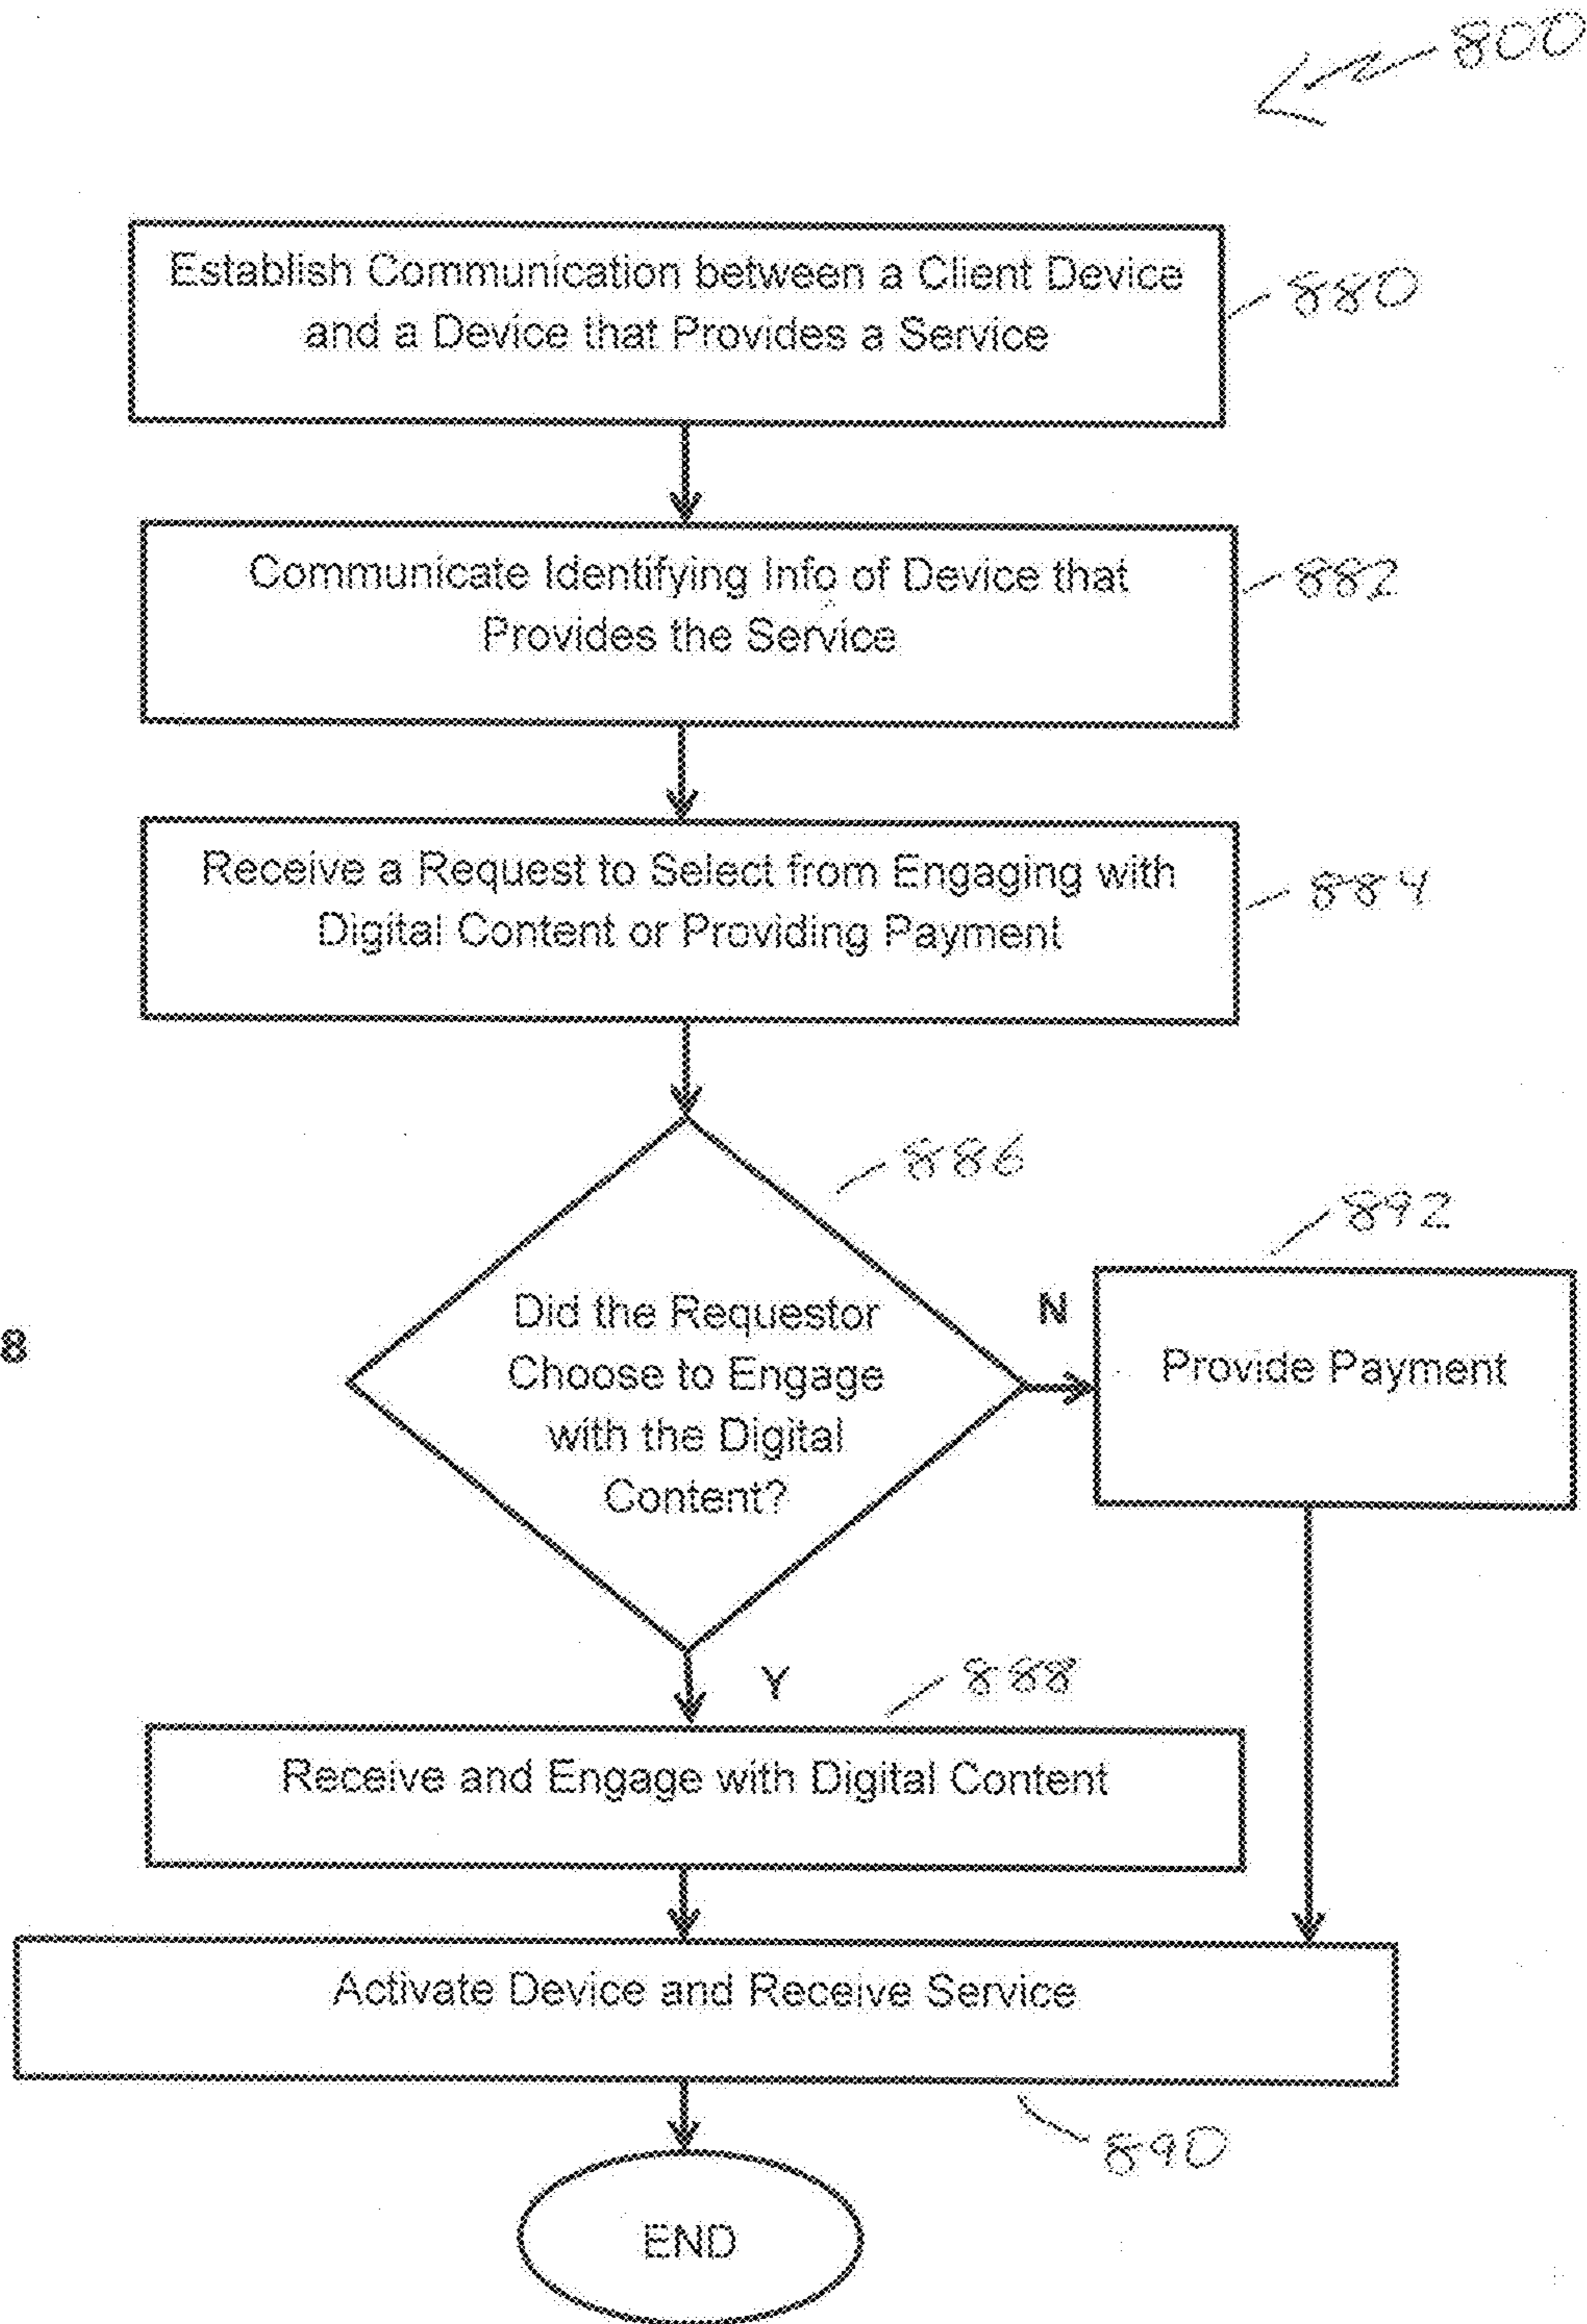 800
Establish Communication between a Client Device
and a Device that Provides a Service
880
Communicate Identifying Info of Device that
Provides the Service
882
Receive a Request to Select from Engaging with
Digital Content or Providing Payment
884
886
892
Did the Requestor
Choose to Engage
with the Digital
Content?
N
Provide Payment
8
Y
888
Receive and Engage with Digital Content
Activate Device and Receive Service
890
END